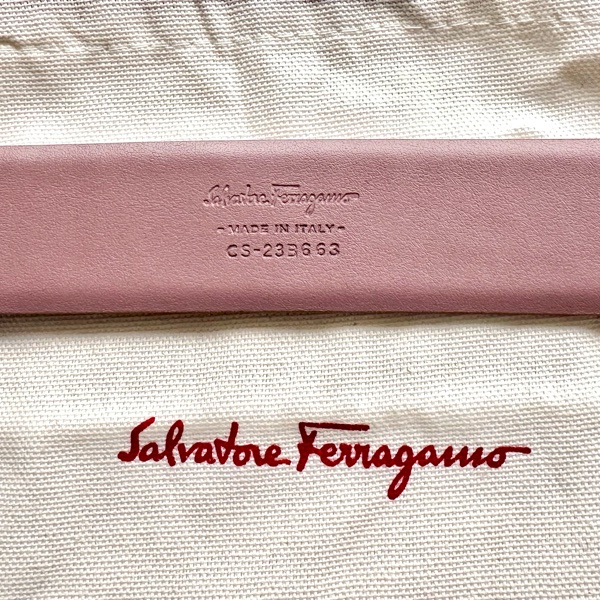 Salvatore Ferragamo
- MADE IN ITALY -
CS-23B663
Salvatore Ferragamo